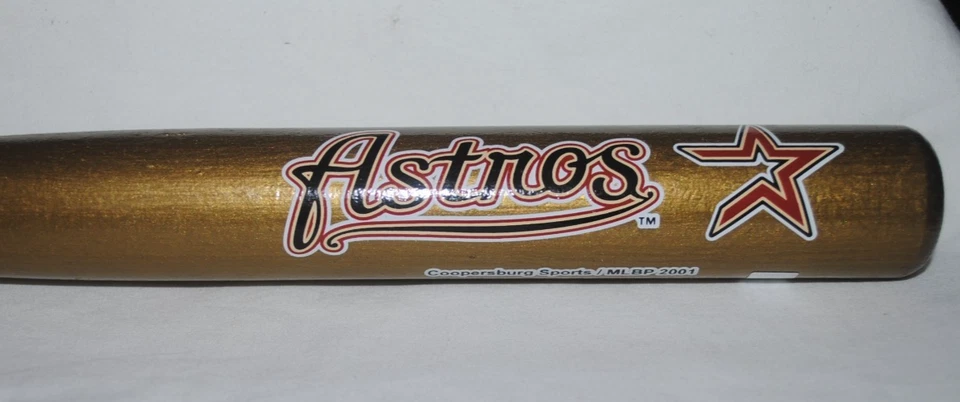 Astros TM
Coopersburg Sports / MLBP 2001